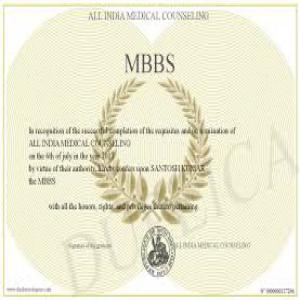 ALL INDIA MEDICAL COUNSELING
MBBS
In recognition of the successful completion of the requisites and on termination of
ALL INDIA MEDICAL COUNSELING
on the 6th of july in the year
by virtue of their authority, hereby confers upon SANTOSH KUMAR
the MBBS
with all the honors, rights, and privileges thereto pertaining.
ALL INDIA MEDICAL COUNSELING